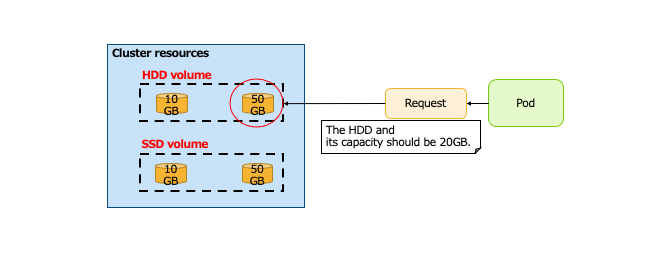 Cluster resources
HDD volume
10
GB
50
GB
Request
Pod
The HDD and
its capacity should be 20GB.
SSD volume
10
GB
50
GB